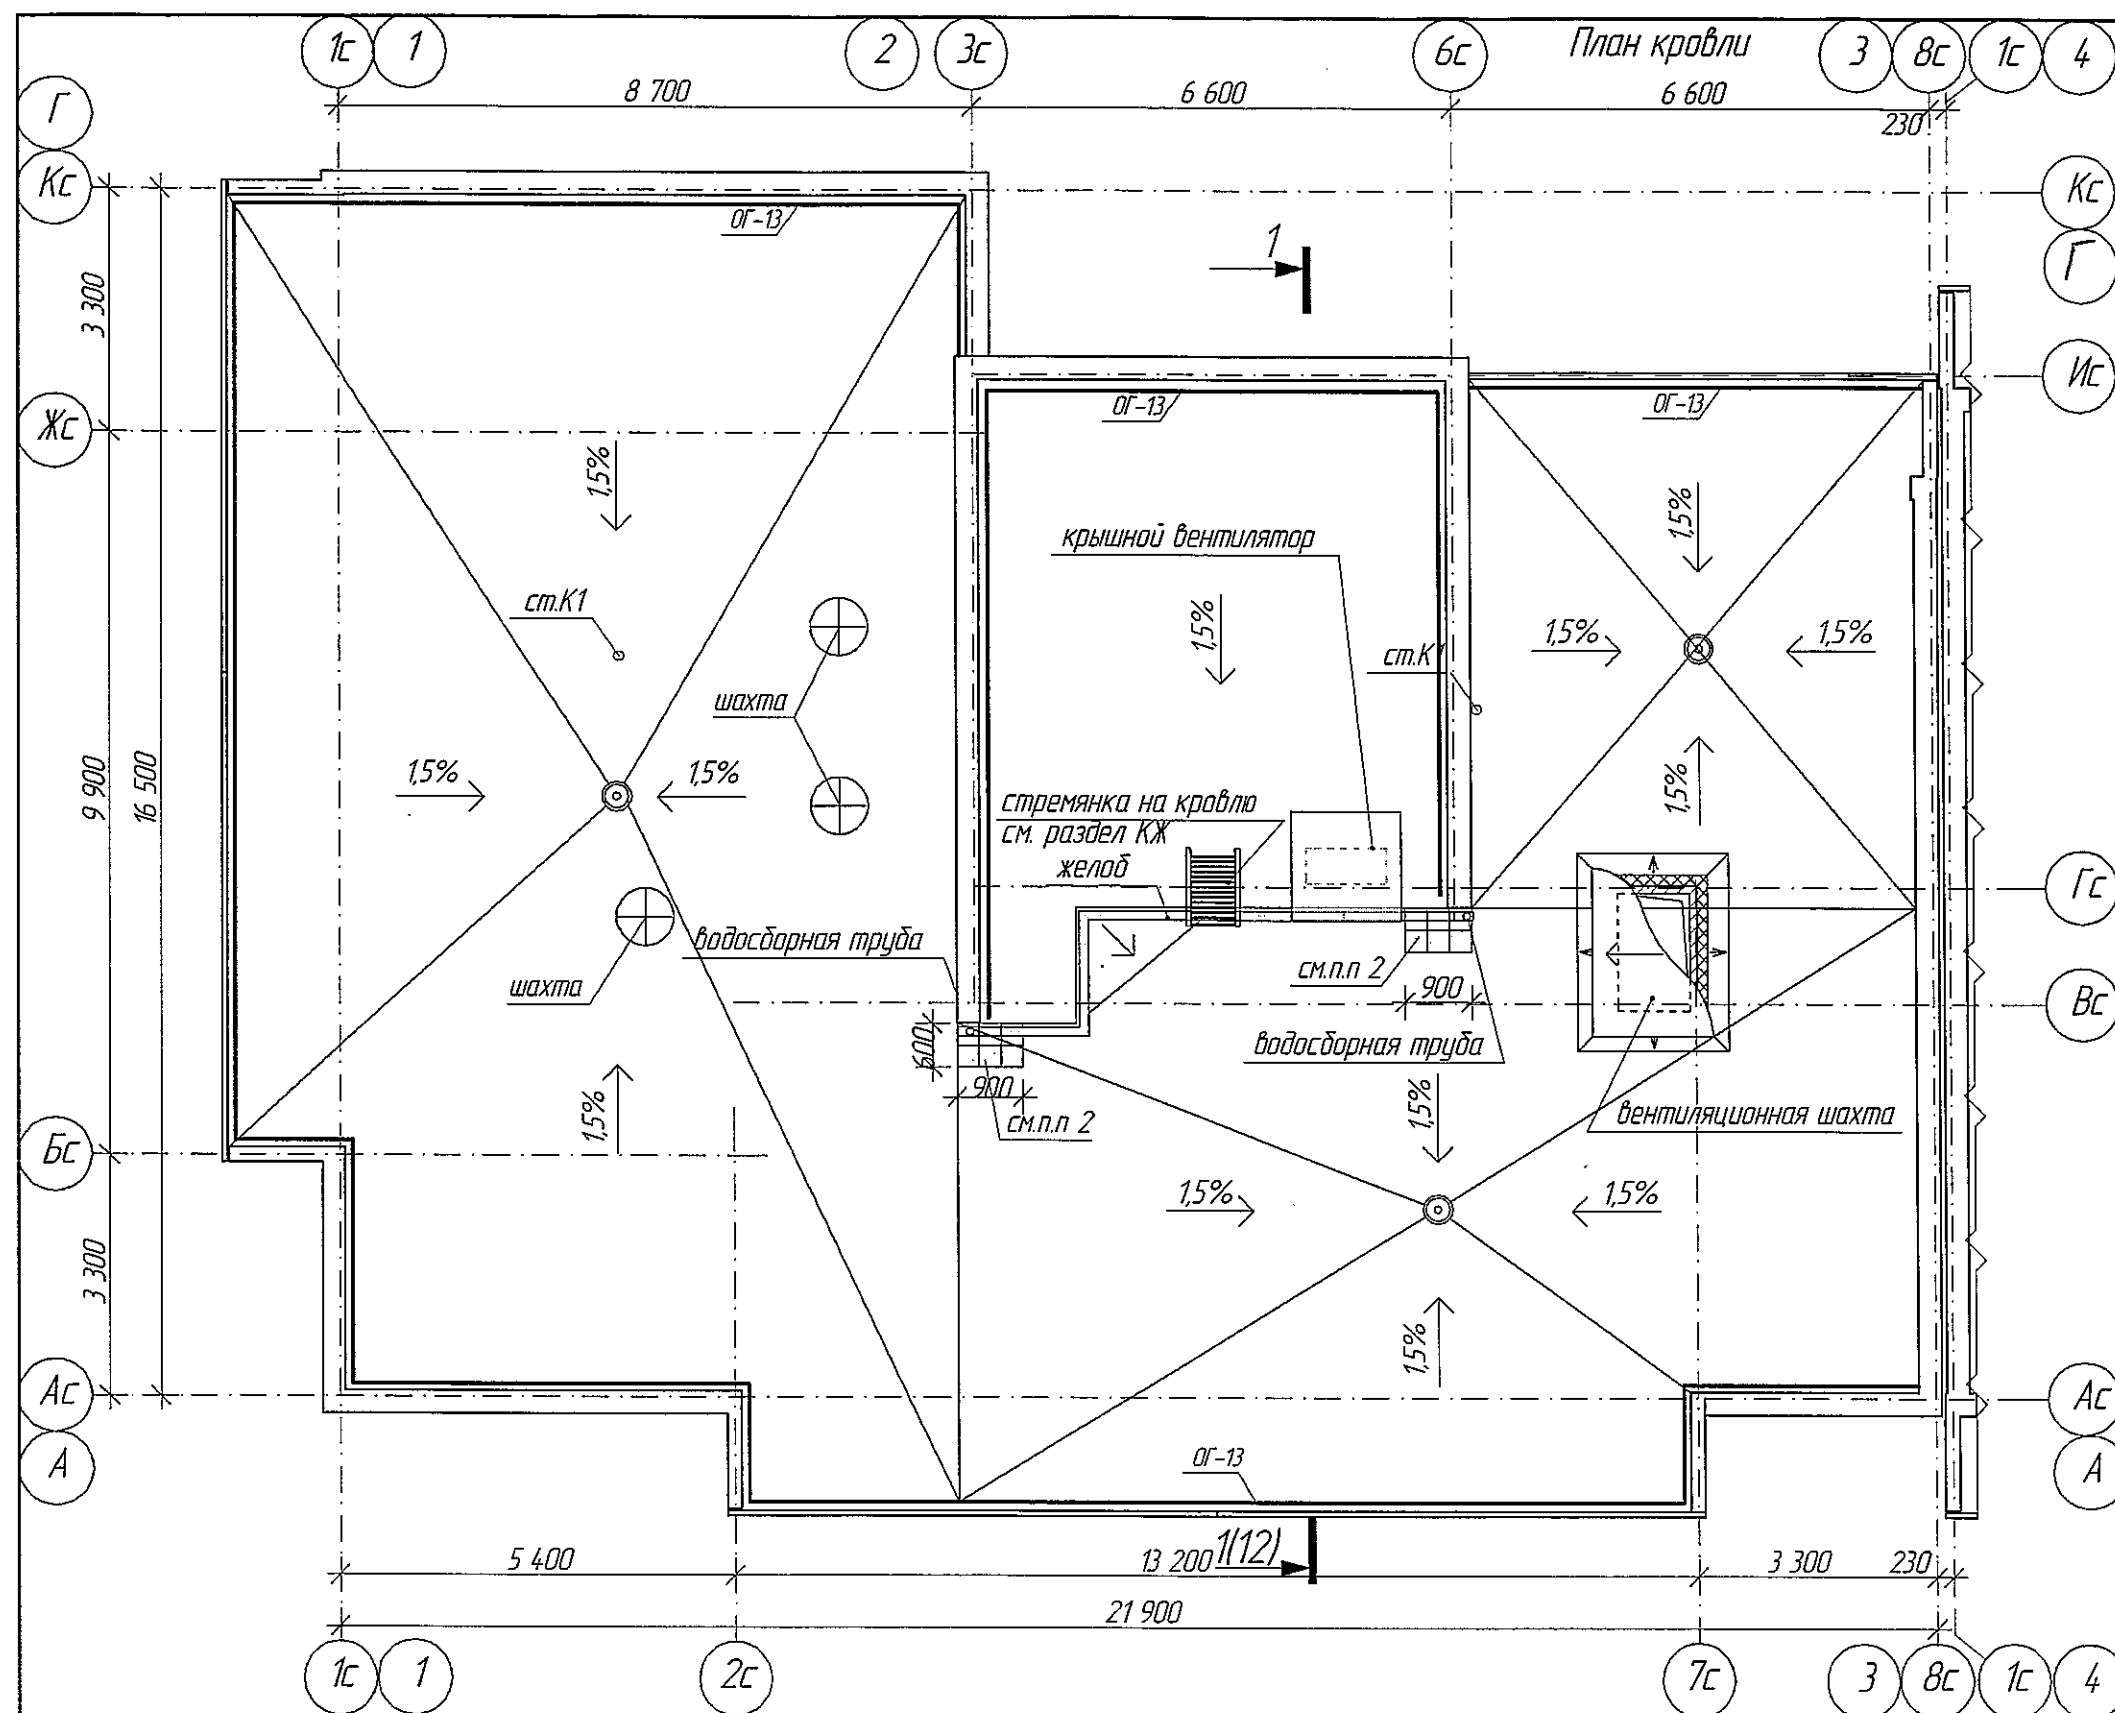 1с 1 2 3с 6с План кровли 3 8с 1с 4
8 700 6 600 6 600 230
Г
Кс Кс
Г
ОГ-13
1
3 300
Ис
ОГ-13 ОГ-13
Жс
1,5%
1,5%
крышной вентилятор
ст.К1
1,5%
1,5% 1,5%
ст.К
шахта
1,5% 1,5%
1,5%
9 900 16 500
стремянка на кровлю
см. раздел КЖ
желоб
Гс
водосборная труба
шахта
см.п.п 2
900
Вс
600
водосборная труба
900
1,5%
1,5%
вентиляционная шахта
см.п.п 2
Бс
1,5% 1,5%
3 300
1,5%
Ас Ас
А А
ОГ-13
5 400 13 200 1(12) 3 300 230
21 900
1с 1 2с 7с 3 8с 1с 4